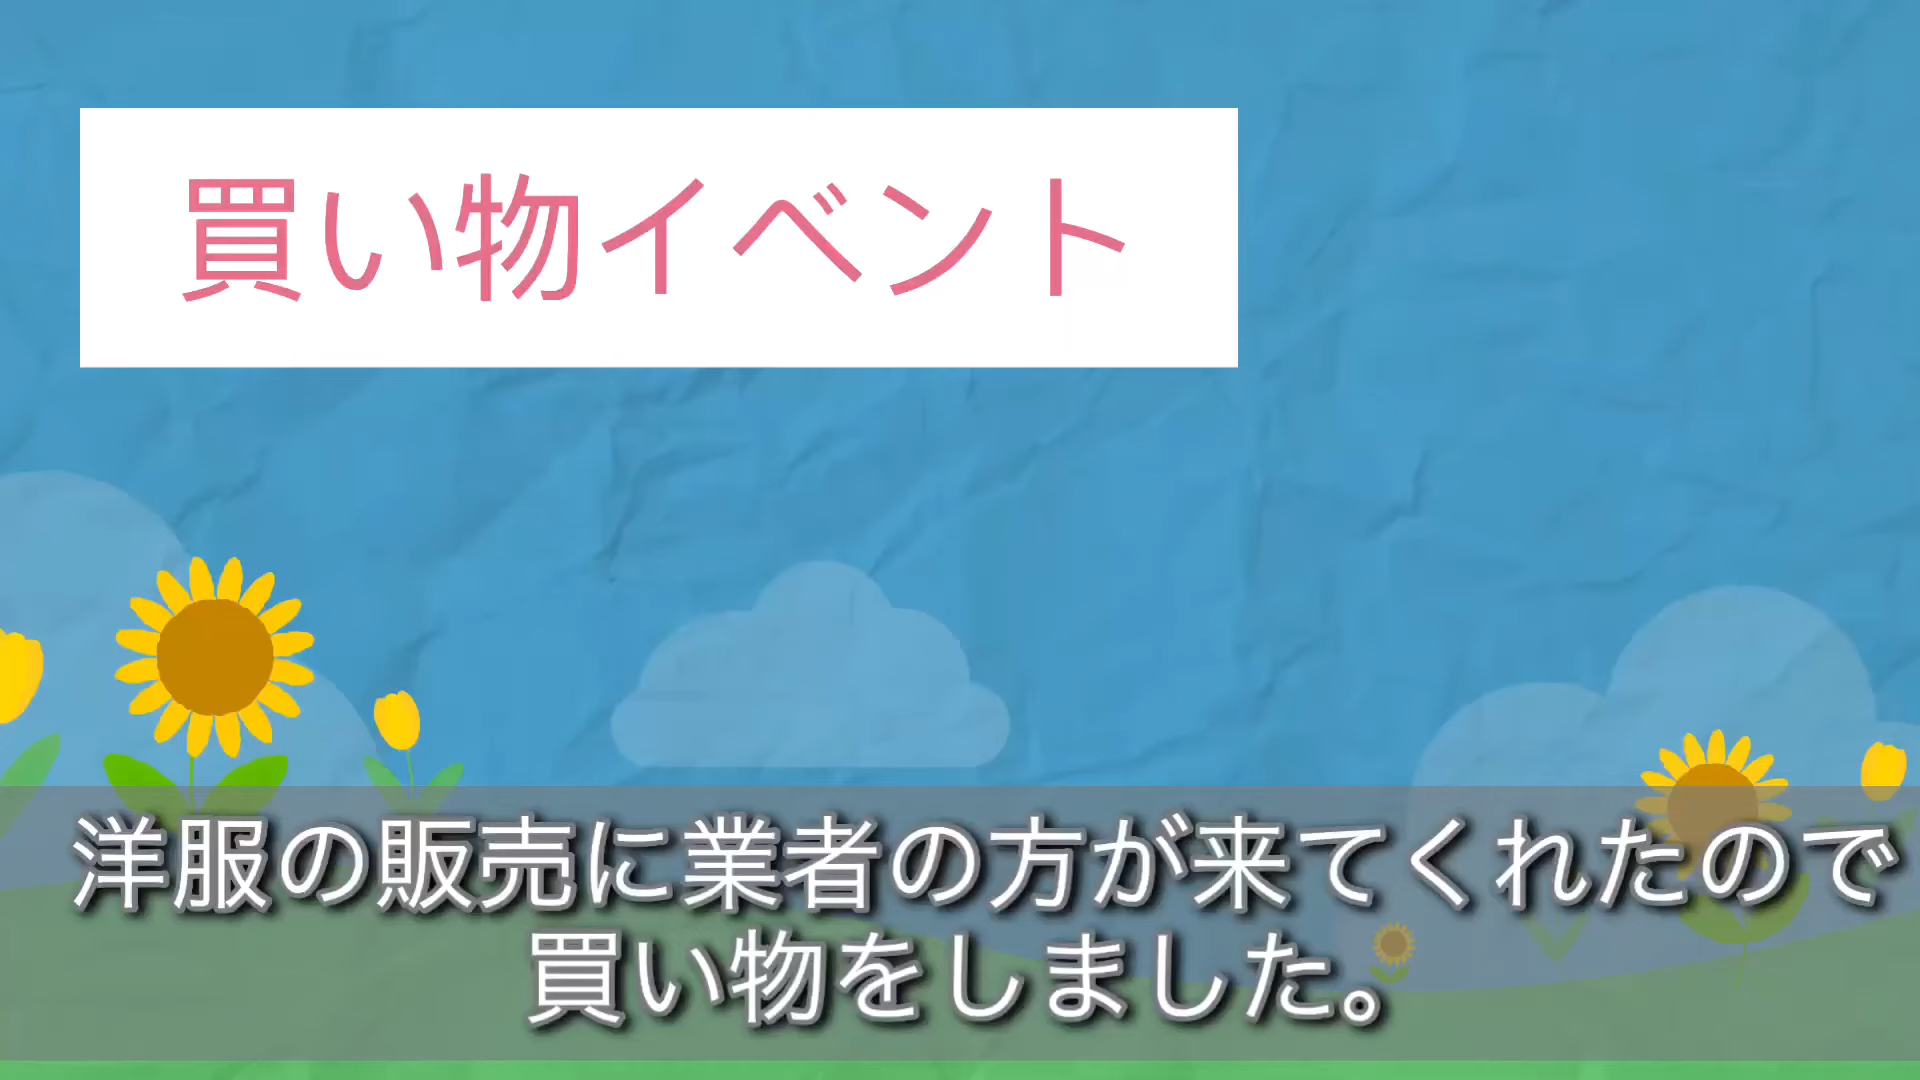 買い物イベント
洋服の販売に業者の方が来てくれたので
買い物をしました。